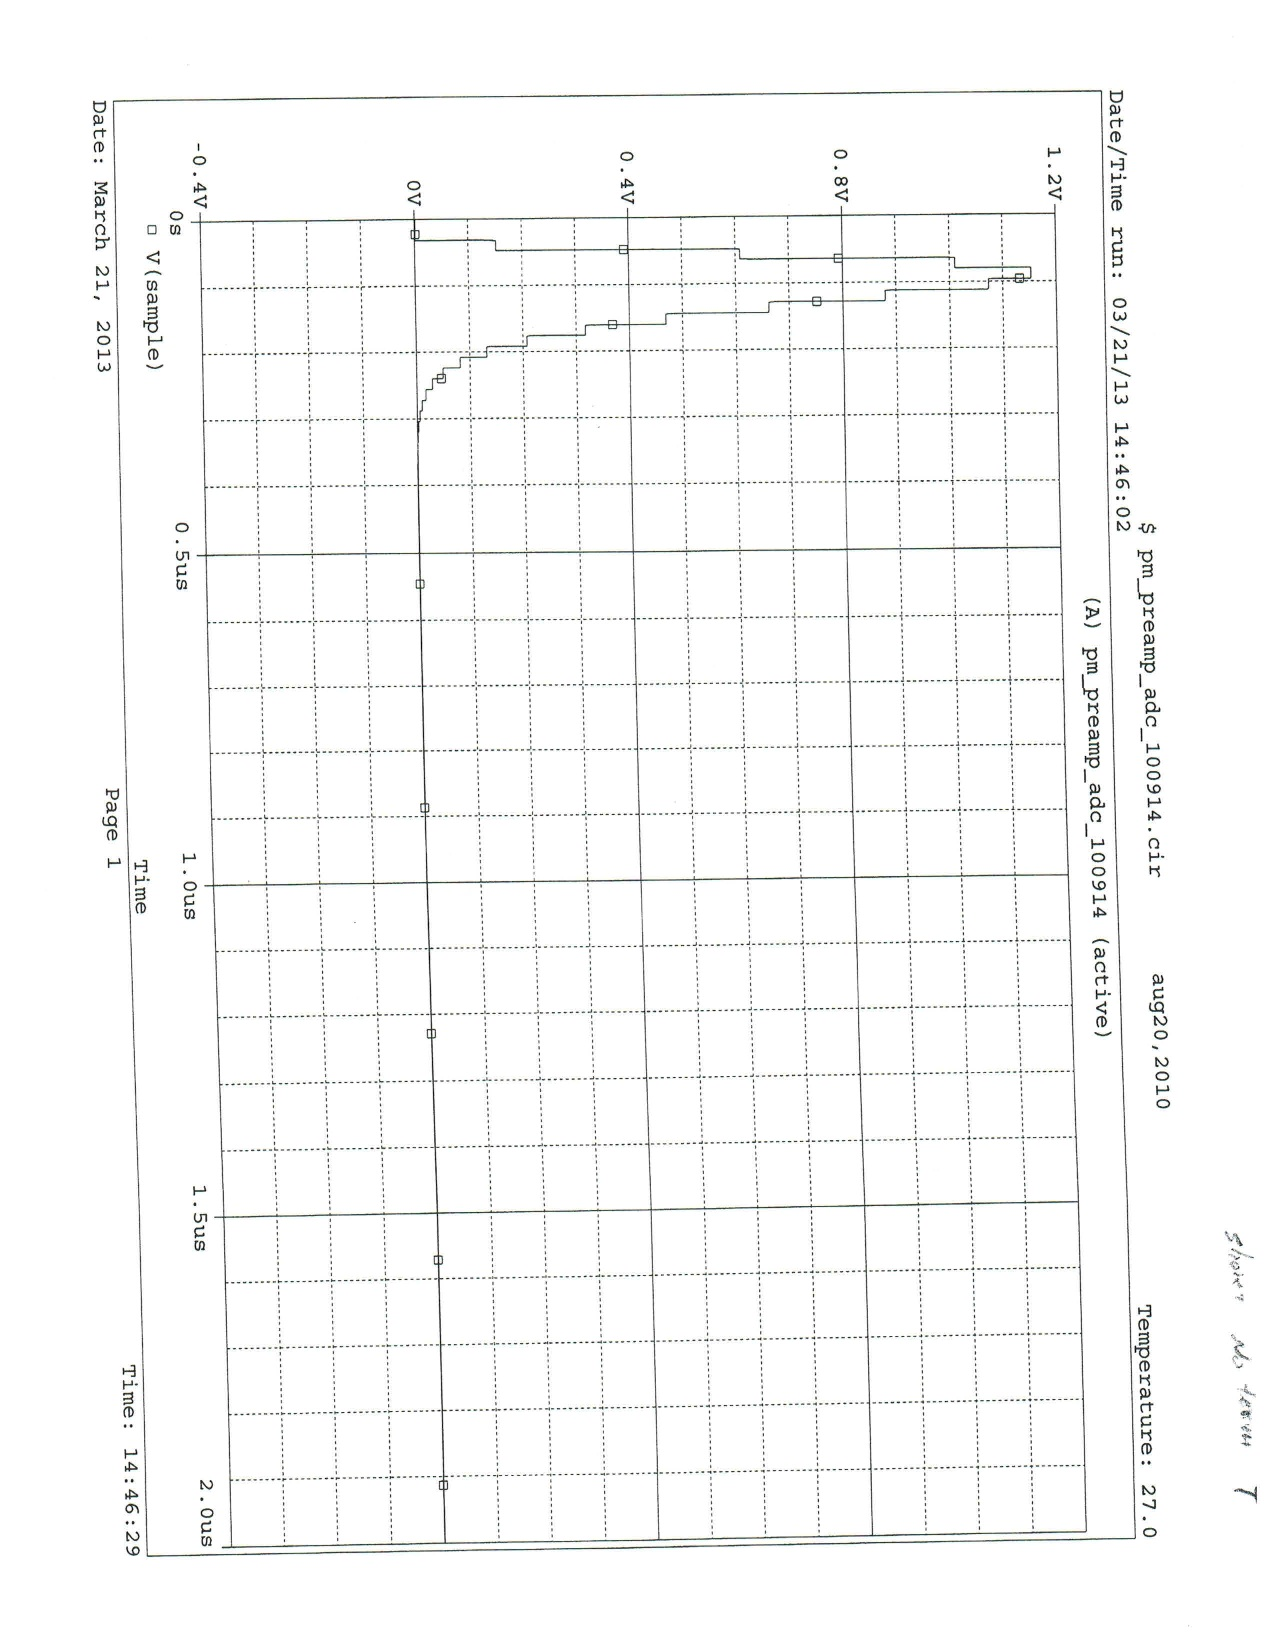 $ pm_preamp_adc_100914.cir aug20,2010
Date/Time run: 03/21/13 14:46:02 Temperature: 27.0
(A) pm_preamp_adc_100914 (active)
1.2V
0.8V
0.4V
0V
-0.4V
0s 0.5us 1.0us 1.5us 2.0us
□ V(sample)
Time
Date: March 21, 2013 Page 1 Time: 14:46:29